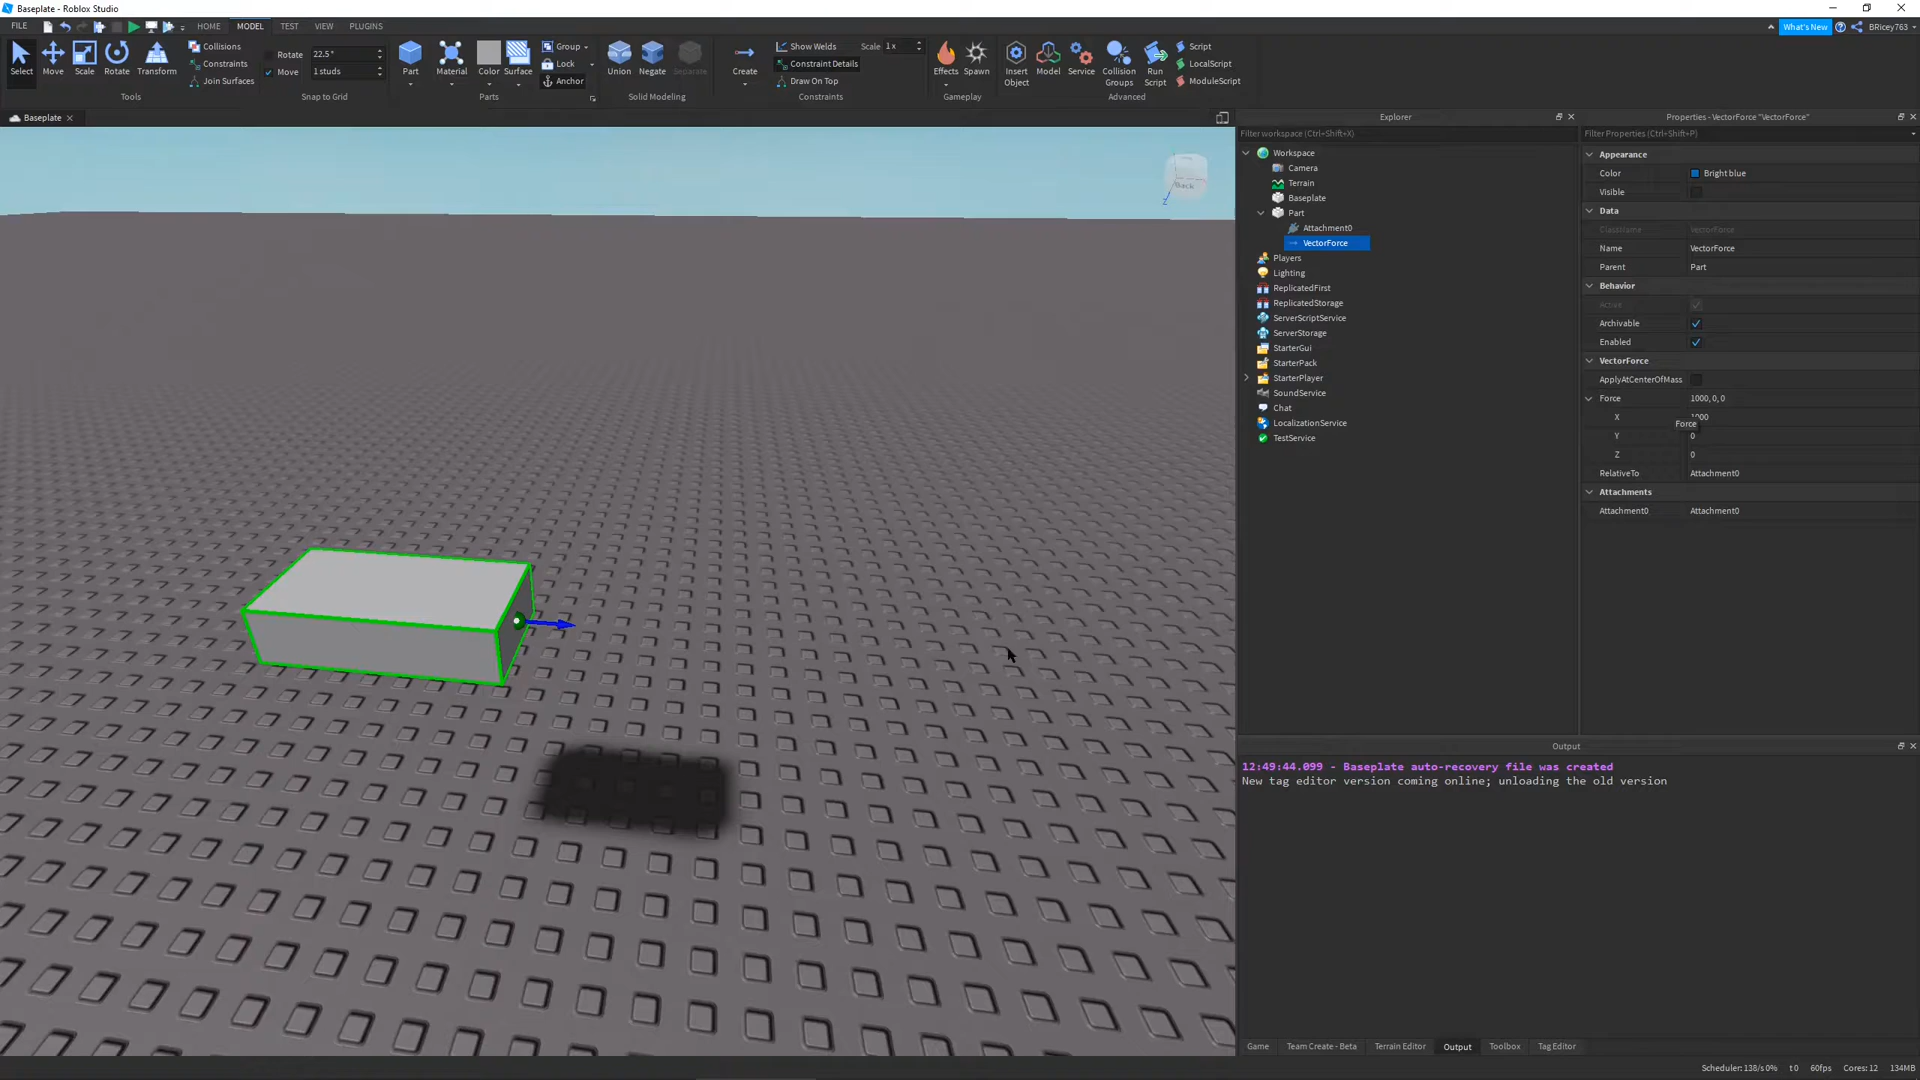 Baseplate - Roblox Studio
FILE HOME MODEL TEST VIEW PLUGINS What's New BRicey763
Select Move Scale Rotate Transform
Collisions
Constraints
Join Surfaces
Tools
Rotate 22.5°
Move 1 studs
Snap to Grid
Part Material Color Surface
Group
Lock
Anchor
Parts
Union Negate Separate
Solid Modeling
Create
Show Welds Scale 1 x
Constraint Details
Draw On Top
Constraints
Effects Spawn
Gameplay
Insert Object Model Service Collision Groups Run Script
Script
LocalScript
ModuleScript
Advanced
Baseplate
Back
Z
Explorer
Filter workspace (Ctrl+Shift+X)
Workspace
Camera
Terrain
Baseplate
Part
Attachment0
VectorForce
Players
Lighting
ReplicatedFirst
ReplicatedStorage
ServerScriptService
ServerStorage
StarterGui
StarterPack
StarterPlayer
SoundService
Chat
LocalizationService
TestService
Properties - VectorForce "VectorForce"
Filter Properties (Ctrl+Shift+P)
Appearance
Color Bright blue
Visible
Data
ClassName VectorForce
Name VectorForce
Parent Part
Behavior
Active
Archivable
Enabled
VectorForce
ApplyAtCenterOfMass
Force 1000, 0, 0
X 1000
Force
Y 0
Z 0
RelativeTo Attachment0
Attachments
Attachment0 Attachment0
Output
12:49:44.099 - Baseplate auto-recovery file was created
New tag editor version coming online; unloading the old version
Game Team Create - Beta Terrain Editor Output Toolbox Tag Editor
Scheduler: 138/s 0% t 0 60fps Cores: 12 134MB